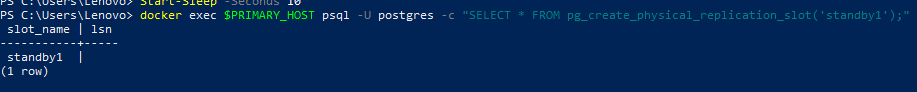 PS C:\Users\Lenovo> Start-Sleep -Seconds 10
PS C:\Users\Lenovo> docker exec $PRIMARY_HOST psql -U postgres -c "SELECT * FROM pg_create_physical_replication_slot('standby1');"
 slot_name | lsn
-----------+-----
 standby1  |
(1 row)